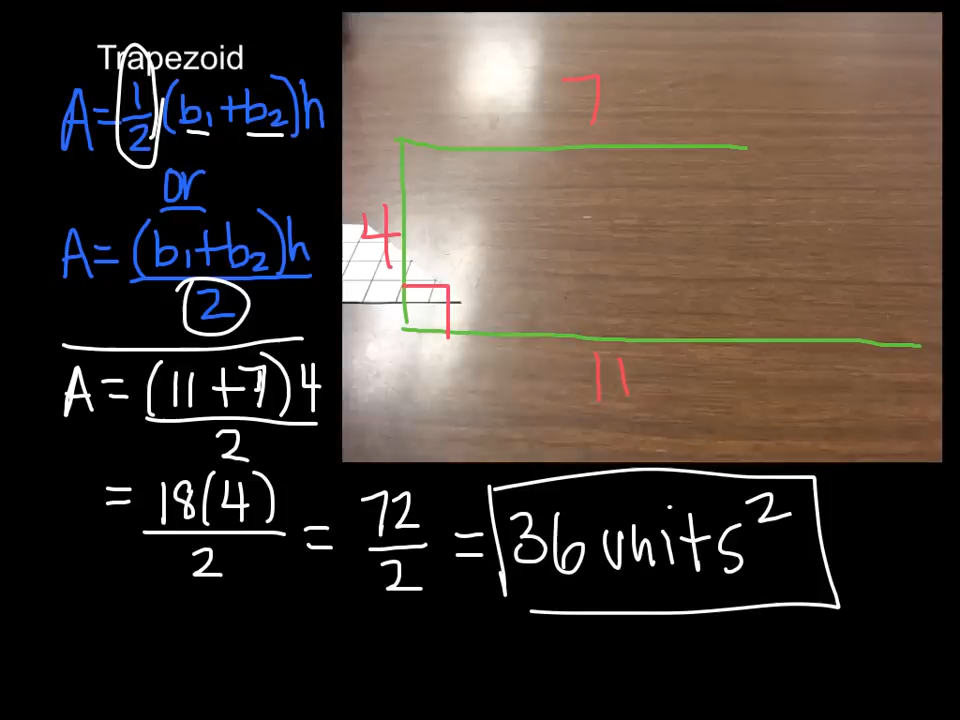 Trapezoid
A = 1/2 (b₁+b₂)h
or
A = (b₁+b₂)h / 2
A = (11+7)4 / 2
= 18(4) / 2 = 72 / 2 = 36 units²
7
4
11